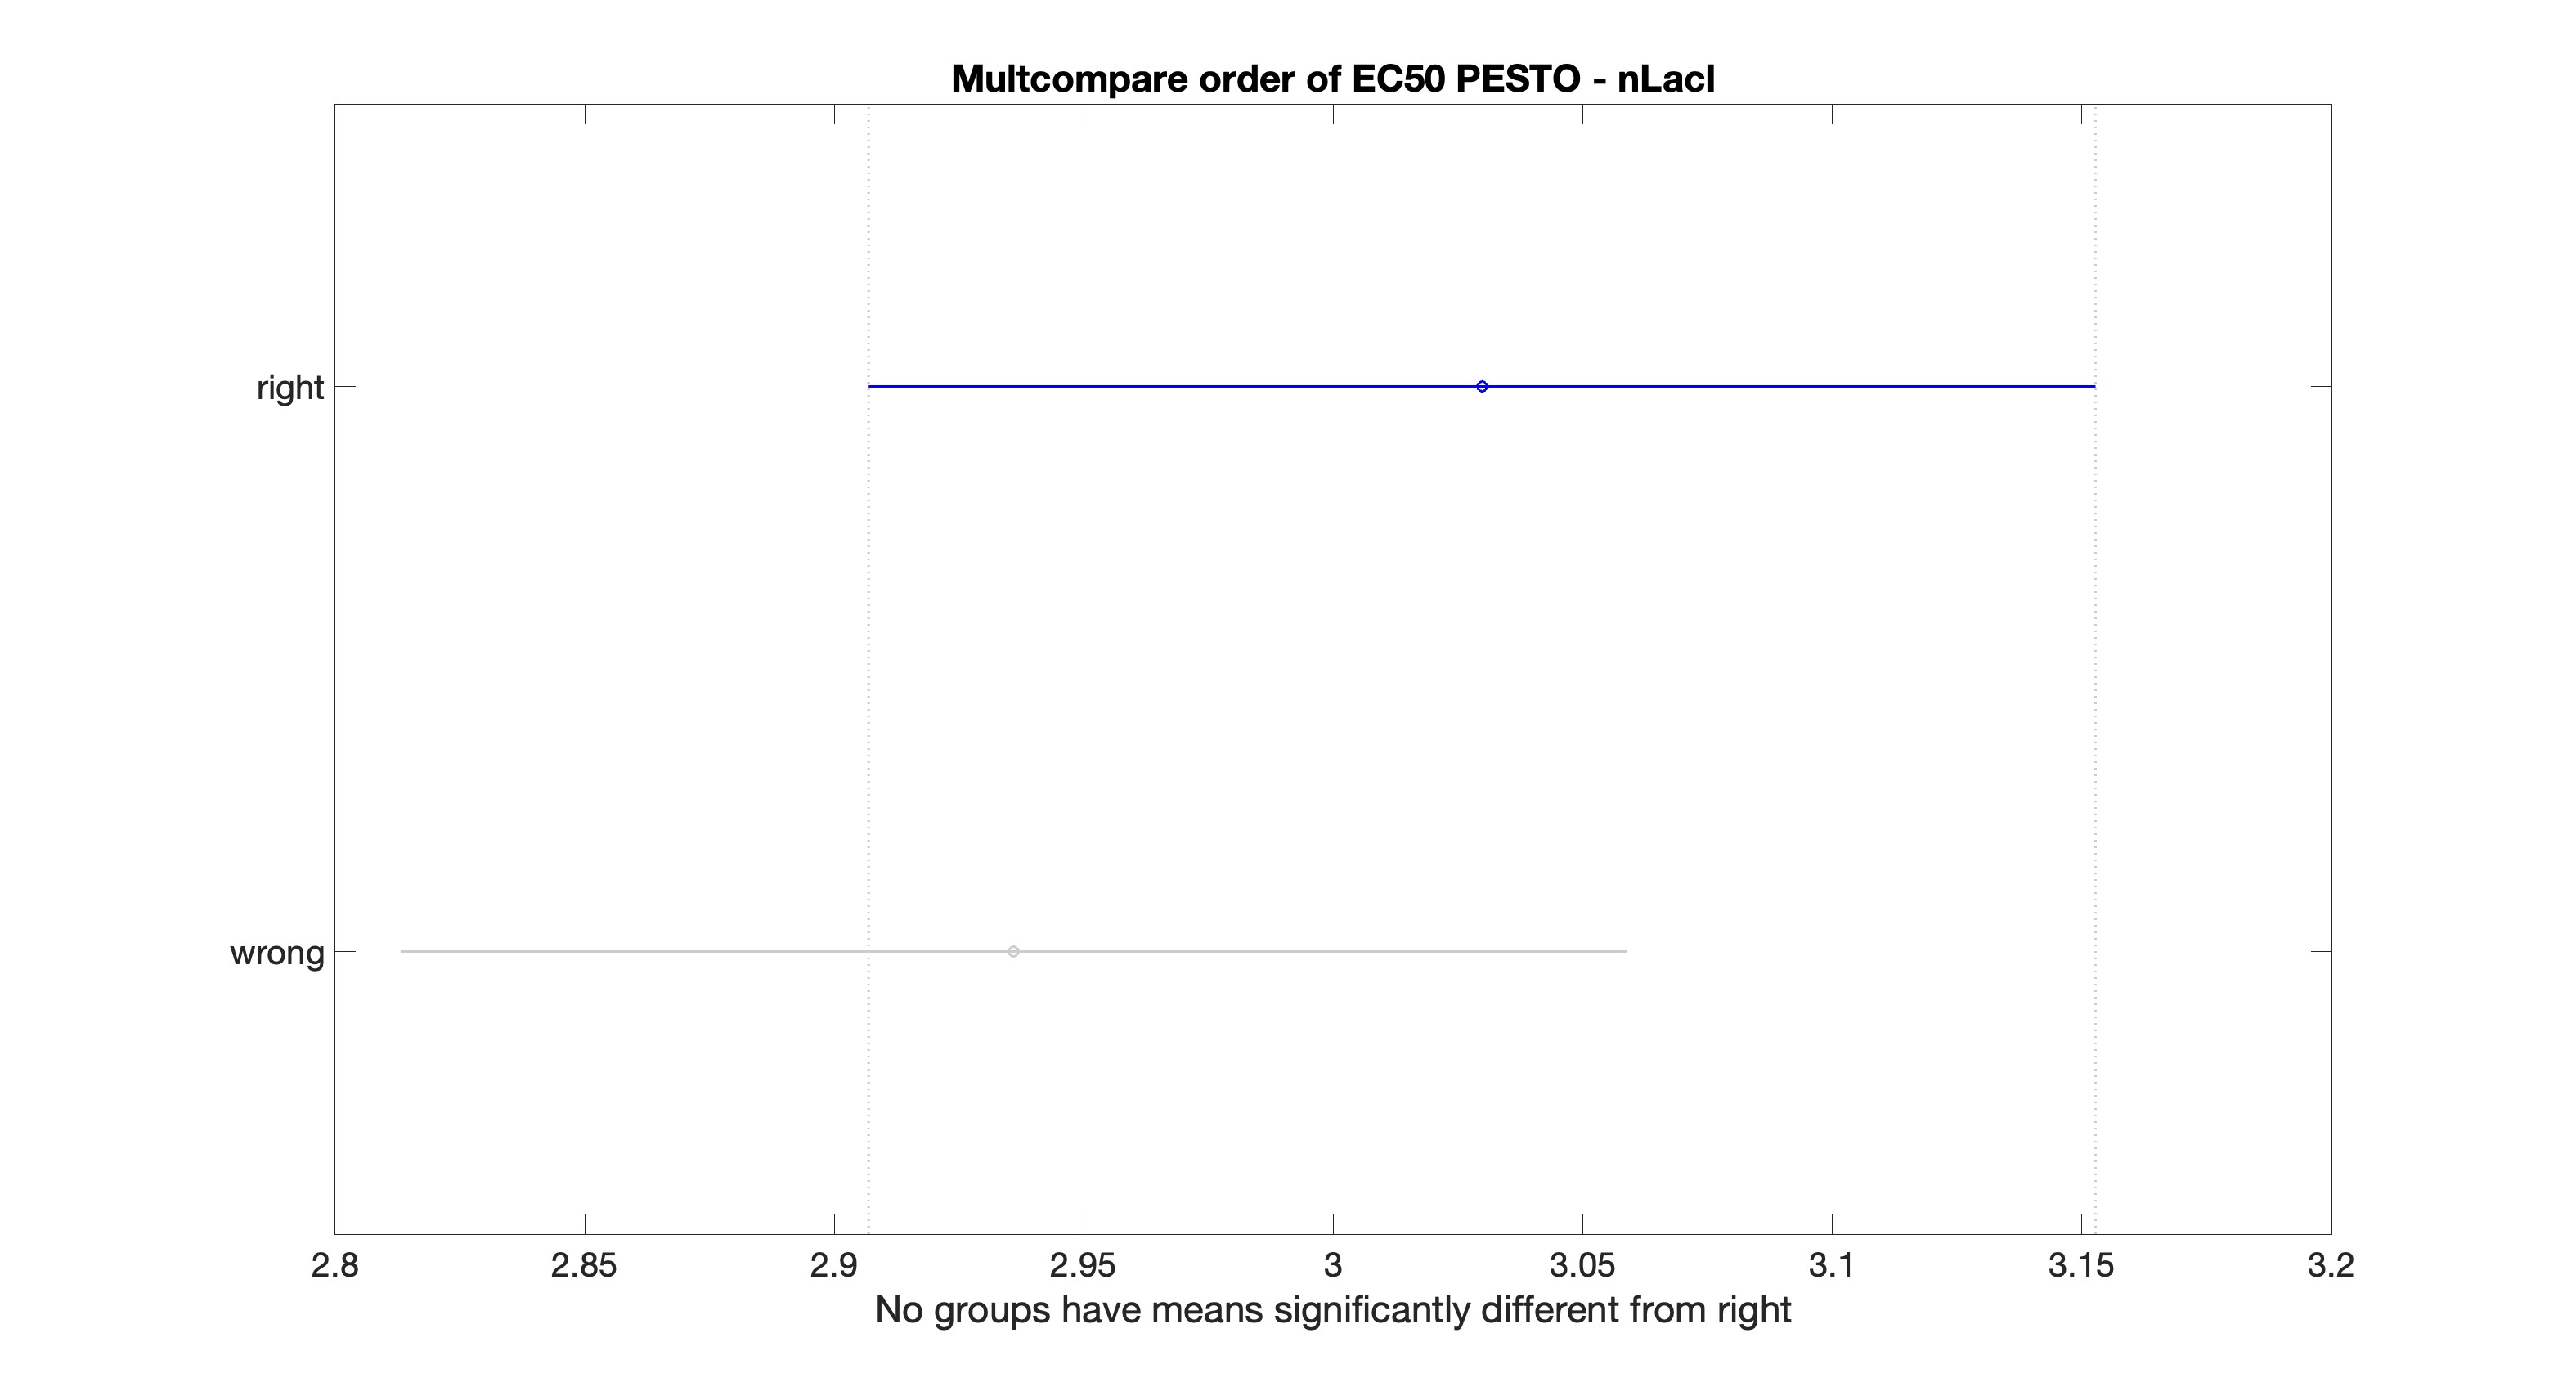 Multcompare order of EC50 PESTO - nLacI
right
wrong
2.8 2.85 2.9 2.95 3 3.05 3.1 3.15 3.2
No groups have means significantly different from right